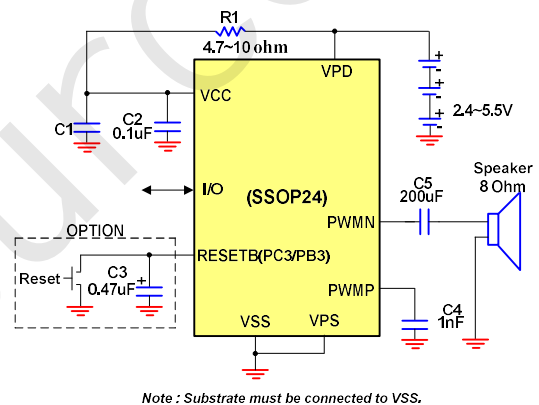 R1
4.7~10 ohm
VPD
+
-
+
-
+
-
2.4~5.5V
VCC
C1
C2
0.1uF
I/O
(SSOP24)
Speaker
8 Ohm
C5
200uF
PWMN
OPTION
RESETB(PC3/PB3)
Reset
C3
+
0.47uF
PWMP
C4
1nF
VSS
VPS
Note : Substrate must be connected to VSS.